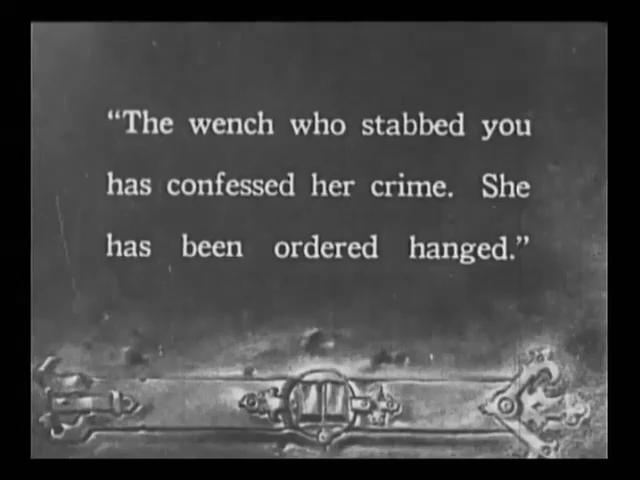 “The wench who stabbed you
has confessed her crime. She
has been ordered hanged.”